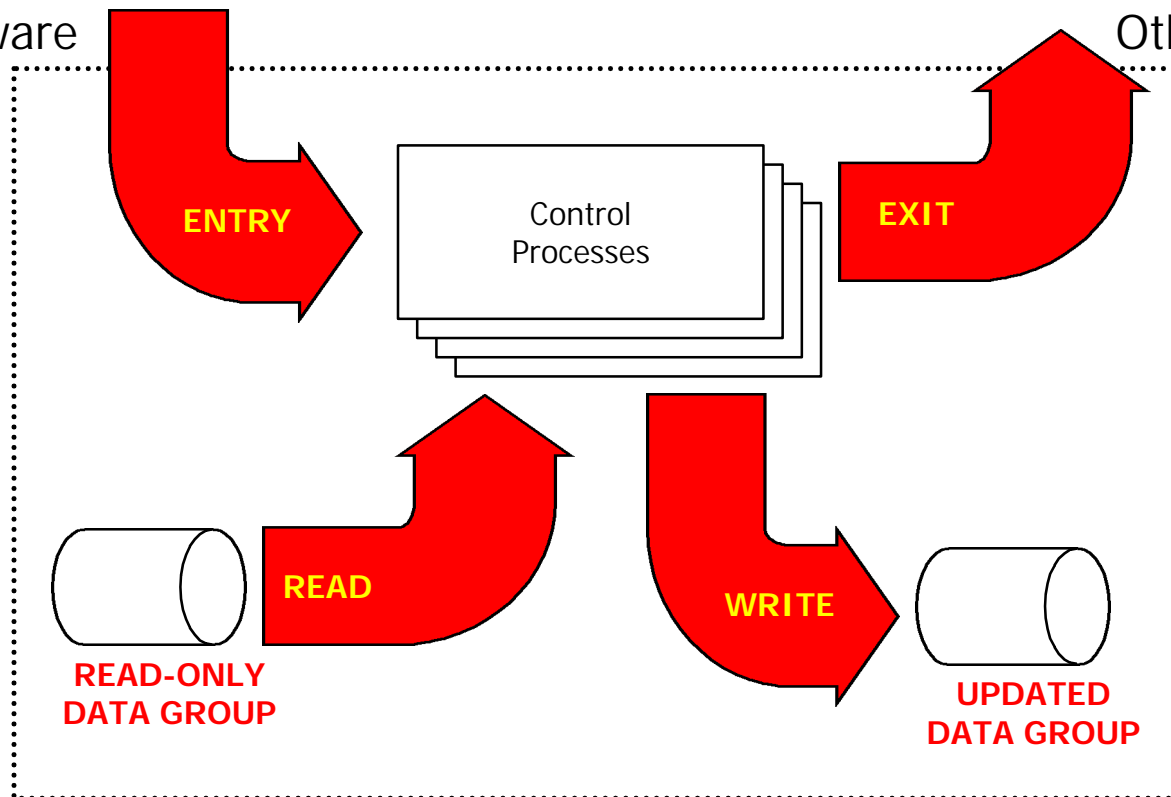 ENTRY
Control
Processes
EXIT
READ
WRITE
READ-ONLY
DATA GROUP
UPDATED
DATA GROUP